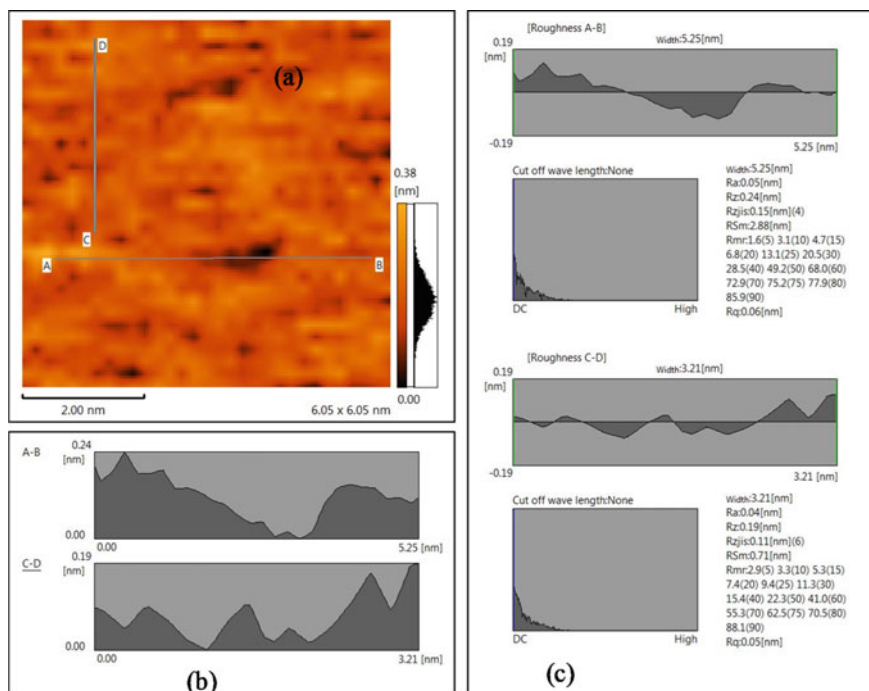 D
(a)
C
A
B
0.38
[nm]
0.00
2.00 nm
6.05 x 6.05 nm
A-B
0.24
[nm]
0.00
0.00
5.25 [nm]
C-D
0.19
[nm]
0.00
0.00
3.21 [nm]
(b)
[Roughness A-B]
Width:5.25[nm]
0.19
[nm]
-0.19
5.25 [nm]
Cut off wave length:None
DC
High
Width:5.25[nm]
Ra:0.05[nm]
Rz:0.24[nm]
Rzjis:0.15[nm](4)
RSm:2.88[nm]
Rmr:1.6(5) 3.1(10) 4.7(15)
6.8(20) 13.1(25) 20.5(30)
28.5(40) 49.2(50) 68.0(60)
72.9(70) 75.2(75) 77.9(80)
85.9(90)
Rq:0.06[nm]
[Roughness C-D]
Width:3.21[nm]
0.19
[nm]
-0.19
3.21 [nm]
Cut off wave length:None
DC
High
Width:3.21[nm]
Ra:0.04[nm]
Rz:0.19[nm]
Rzjis:0.11[nm](6)
RSm:0.71[nm]
Rmr:2.9(5) 3.3(10) 5.3(15)
7.4(20) 9.4(25) 11.3(30)
15.4(40) 22.3(50) 41.0(60)
55.3(70) 62.5(75) 70.5(80)
88.1(90)
Rq:0.05[nm]
(c)